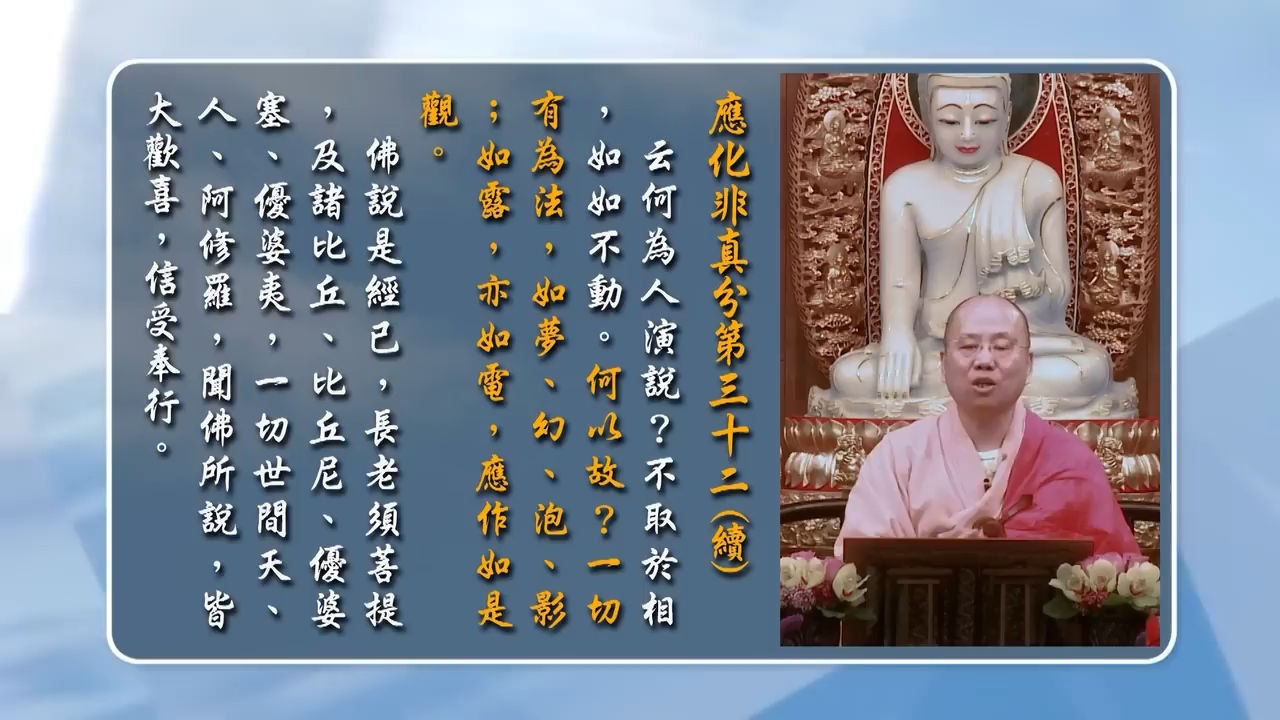 應化非真分第三十二(續)
云何為人演說?不取於相
,如如不動。何以故?一切
有為法,如夢、幻、泡、影
;如露,亦如電,應作如是
觀。
佛說是經已,長老須菩提
,及諸比丘、比丘尼、優婆
塞、優婆夷,一切世間天、
人、阿修羅,聞佛所說,皆
大歡喜,信受奉行。